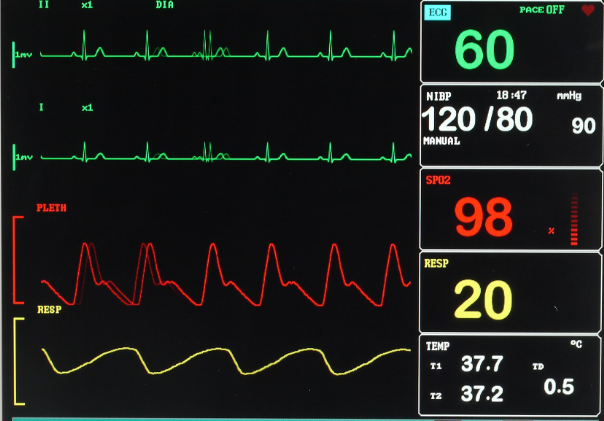 II x1 DIA
1mv
I x1
1mv
PLETH
RESP
ECG PACE OFF
60
NIBP 18:47 mmHg
120/80 90
MANUAL
SPO2
98 %
RESP
20
TEMP °C
T1 37.7 TD
T2 37.2 0.5